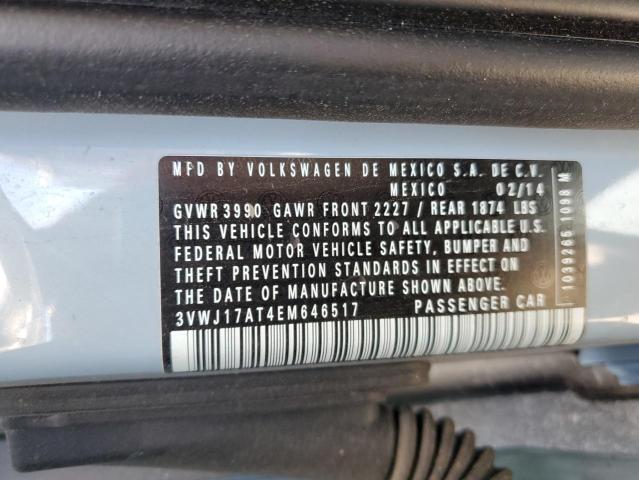 MFD BY VOLKSWAGEN DE MEXICO S.A. DE C.V.
MEXICO 02/14
GVWR 3990 GAWR FRONT 2227 / REAR 1874 LBS
THIS VEHICLE CONFORMS TO ALL APPLICABLE U.S.
FEDERAL MOTOR VEHICLE SAFETY, BUMPER AND
THEFT PREVENTION STANDARDS IN EFFECT ON
THE DATE OF MANUFACTURE SHOWN ABOVE.
3VWJ17AT4EM646517 PASSENGER CAR
1039266 1098 M